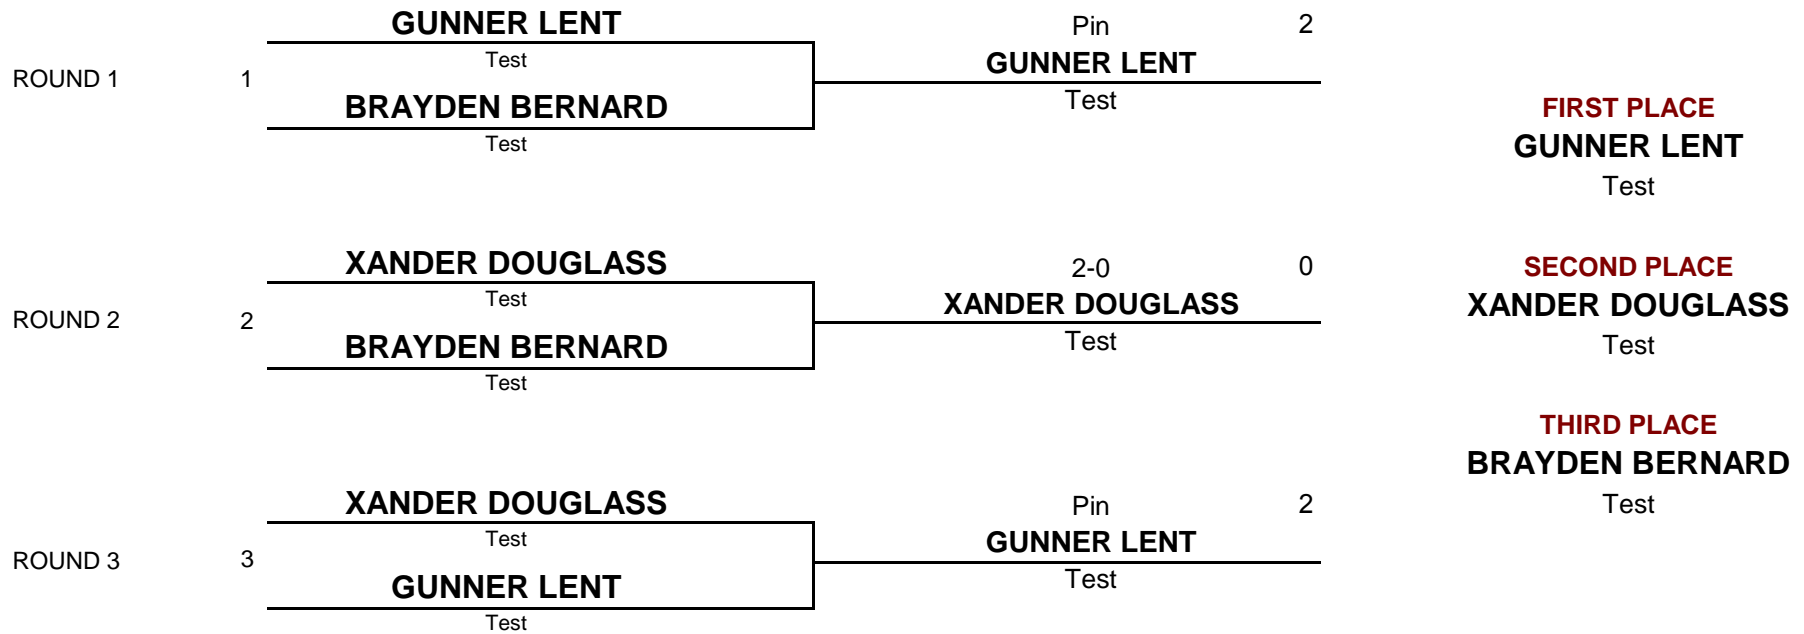 GUNNER LENT
Test
ROUND 1
1
BRAYDEN BERNARD
Test
Pin
2
GUNNER LENT
Test
XANDER DOUGLASS
Test
ROUND 2
2
BRAYDEN BERNARD
Test
2-0
0
XANDER DOUGLASS
Test
XANDER DOUGLASS
Test
ROUND 3
3
GUNNER LENT
Test
Pin
2
GUNNER LENT
Test
FIRST PLACE
GUNNER LENT
Test
SECOND PLACE
XANDER DOUGLASS
Test
THIRD PLACE
BRAYDEN BERNARD
Test